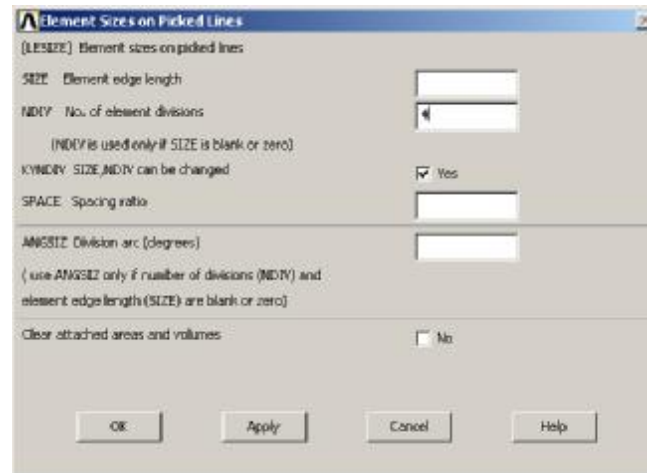 Element Sizes on Picked Lines
[LESIZE] Element sizes on picked lines
SIZE Element edge length
NDIV No. of element divisions
4
(NDIV is used only if SIZE is blank or zero)
KYNDIV SIZE,NDIV can be changed
Yes
SPACE Spacing ratio
ANGSIZ Division arc (degrees)
( use ANGSIZ only if number of divisions (NDIV) and
element edge length (SIZE) are blank or zero)
Clear attached areas and volumes
No
OK Apply Cancel Help